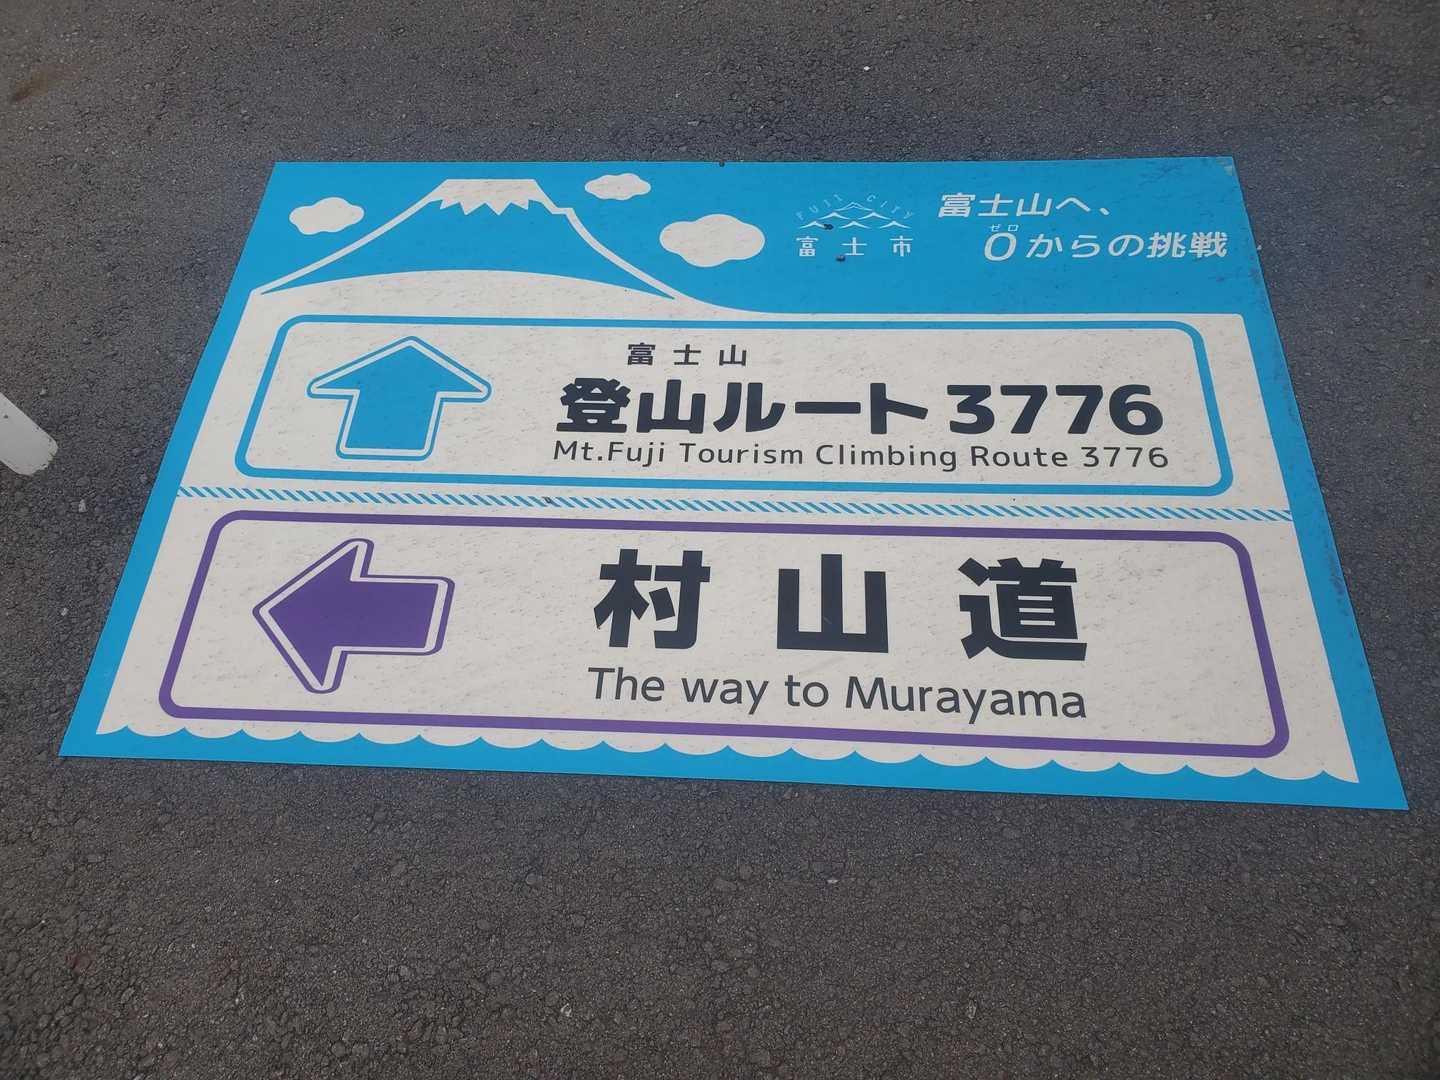 FUJI CITY
富士市
富士山へ、
ゼロ
0からの挑戦
富士山
登山ルート3776
Mt.Fuji Tourism Climbing Route 3776
村山道
The way to Murayama